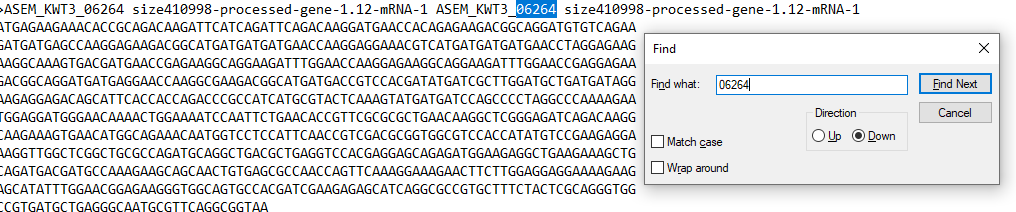 >ASEM_KWT3_06264 size410998-processed-gene-1.12-mRNA-1 ASEM_KWT3_06264 size410998-processed-gene-1.12-mRNA-1
ATGAGAAGAAACACCGCAGACAAGATTCATCAGATTCAGACAAGGATGAACCACAGAGAAGACGGCAGGATGTGTCAGAA
GATGATGAGCCAAGGAGAAGACGGCATGATGATGATGAACCAAGGAGGAAACGTCATGATGATGATGAACCTAGGAGAAG
AAGGCAAAGTGACGATGAACCGAGAAGGCAGGAAGATTTGGAACCAAGGAGAAGGCAGGAAGATTTGGAACCGAGGAGAA
GACGGCAGGATGATGAGGAACCAAGGCGAAGACGGCATGATGACCGTCCACGATATGATCGCTTGGATGCTGATGATAGG
AAGAGGAGACAGCATTCACCACCAGACCCGCCATCATGCGTACTCAAAGTATGATGATCCAGCCCCTAGGCCCAAAAGAA
TGGAGGATGGGAACAAAACTGGAAAATCCAATTCTGAACACCGTTCGCGCGCTGAACAAGGCTCGGGAGATCAGACAAGG
CAAGAAAGTGAACATGGCAGAAACAATGGTCCTCCATTCAACCGTCGACGCGGTGGCGTCCACCATATGTCCGAAGAGGA
AAGGTTGGCTCGGCTGCGCCAGATGCAGGCTGACGCTGAGGTCCACGAGGAGCAGAGATGGAAGAGGCTGAAGAAAGCTG
CAGATGACGATGCCAAAGAAGCAGCAACTGTGAGCGCCAACCAGTTCAAAGGAAAGAACTTCTTGGAGGAGGAAAAGAAG
AGCATATTTGGAACGGAGAAGGGTGGCAGTGCCACGATCGAAGAGAGCATCAGGCGCCGTGCTTTCTACTCGCAGGGTGG
CCGTGATGCTGAGGGCAATGCGTTCAGGCGGTAA
Find
Find what: 06264
Find Next
Direction
Cancel
Up Down
Match case
Wrap around